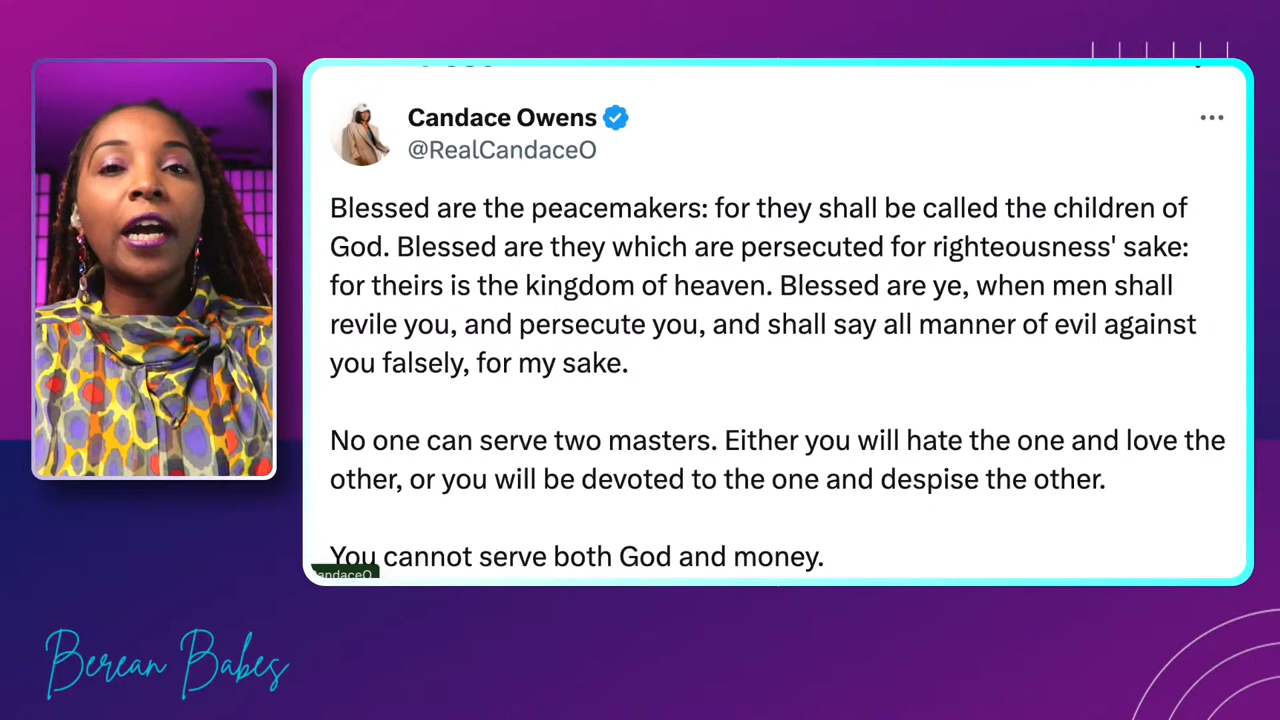 Candace Owens
@RealCandaceO
Blessed are the peacemakers: for they shall be called the children of
God. Blessed are they which are persecuted for righteousness' sake:
for theirs is the kingdom of heaven. Blessed are ye, when men shall
revile you, and persecute you, and shall say all manner of evil against
you falsely, for my sake.
No one can serve two masters. Either you will hate the one and love the
other, or you will be devoted to the one and despise the other.
You cannot serve both God and money.
andaceO
Berean Babes